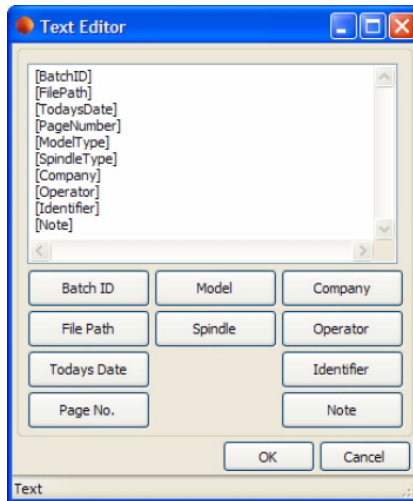 Text Editor
[BatchID]
[FilePath]
[TodaysDate]
[PageNumber]
[ModelType]
[SpindleType]
[Company]
[Operator]
[Identifier]
[Note]
Batch ID Model Company
File Path Spindle Operator
Todays Date Identifier
Page No. Note
OK Cancel
Text